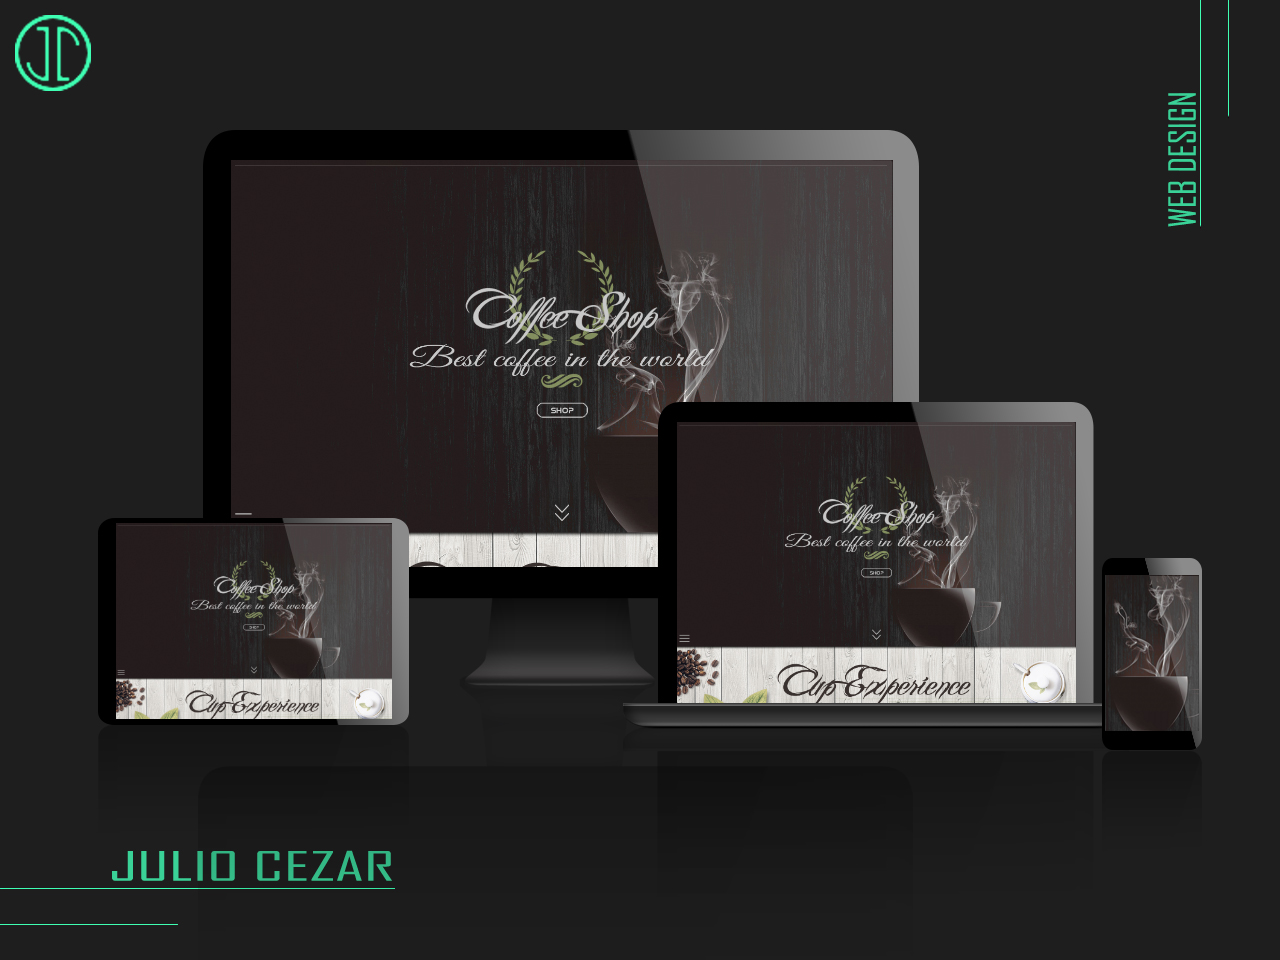 JC
WEB DESIGN
Coffee Shop
Best coffee in the world
SHOP
Coffee Shop
Best coffee in the world
SHOP
Cup Experience
Coffee Shop
Best coffee in the world
SHOP
Cup Experience
JULIO CEZAR